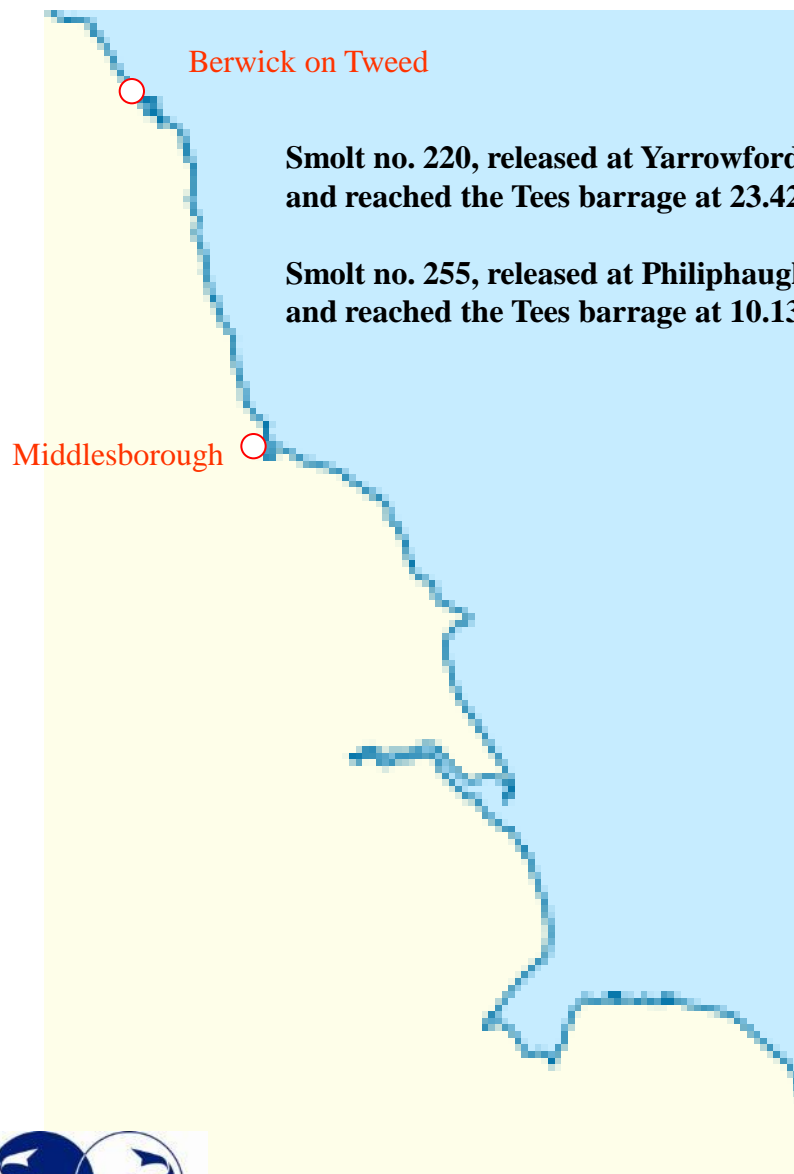 Berwick on Tweed
Smolt no. 220, released at Yarrowford
and reached the Tees barrage at 23.42
Smolt no. 255, released at Philiphaugh
and reached the Tees barrage at 10.13
Middlesborough